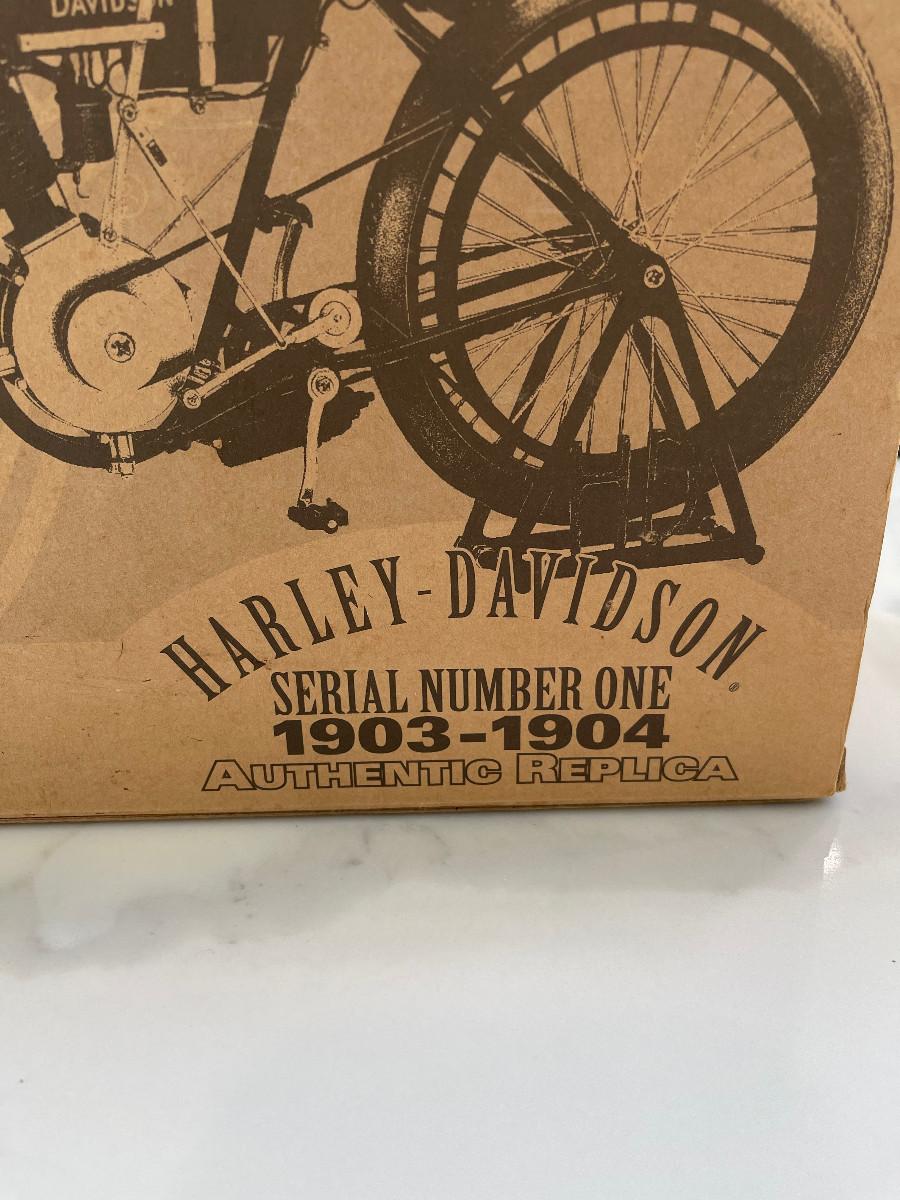 DAVIDSON
HARLEY-DAVIDSON®
SERIAL NUMBER ONE
1903-1904
AUTHENTIC REPLICA